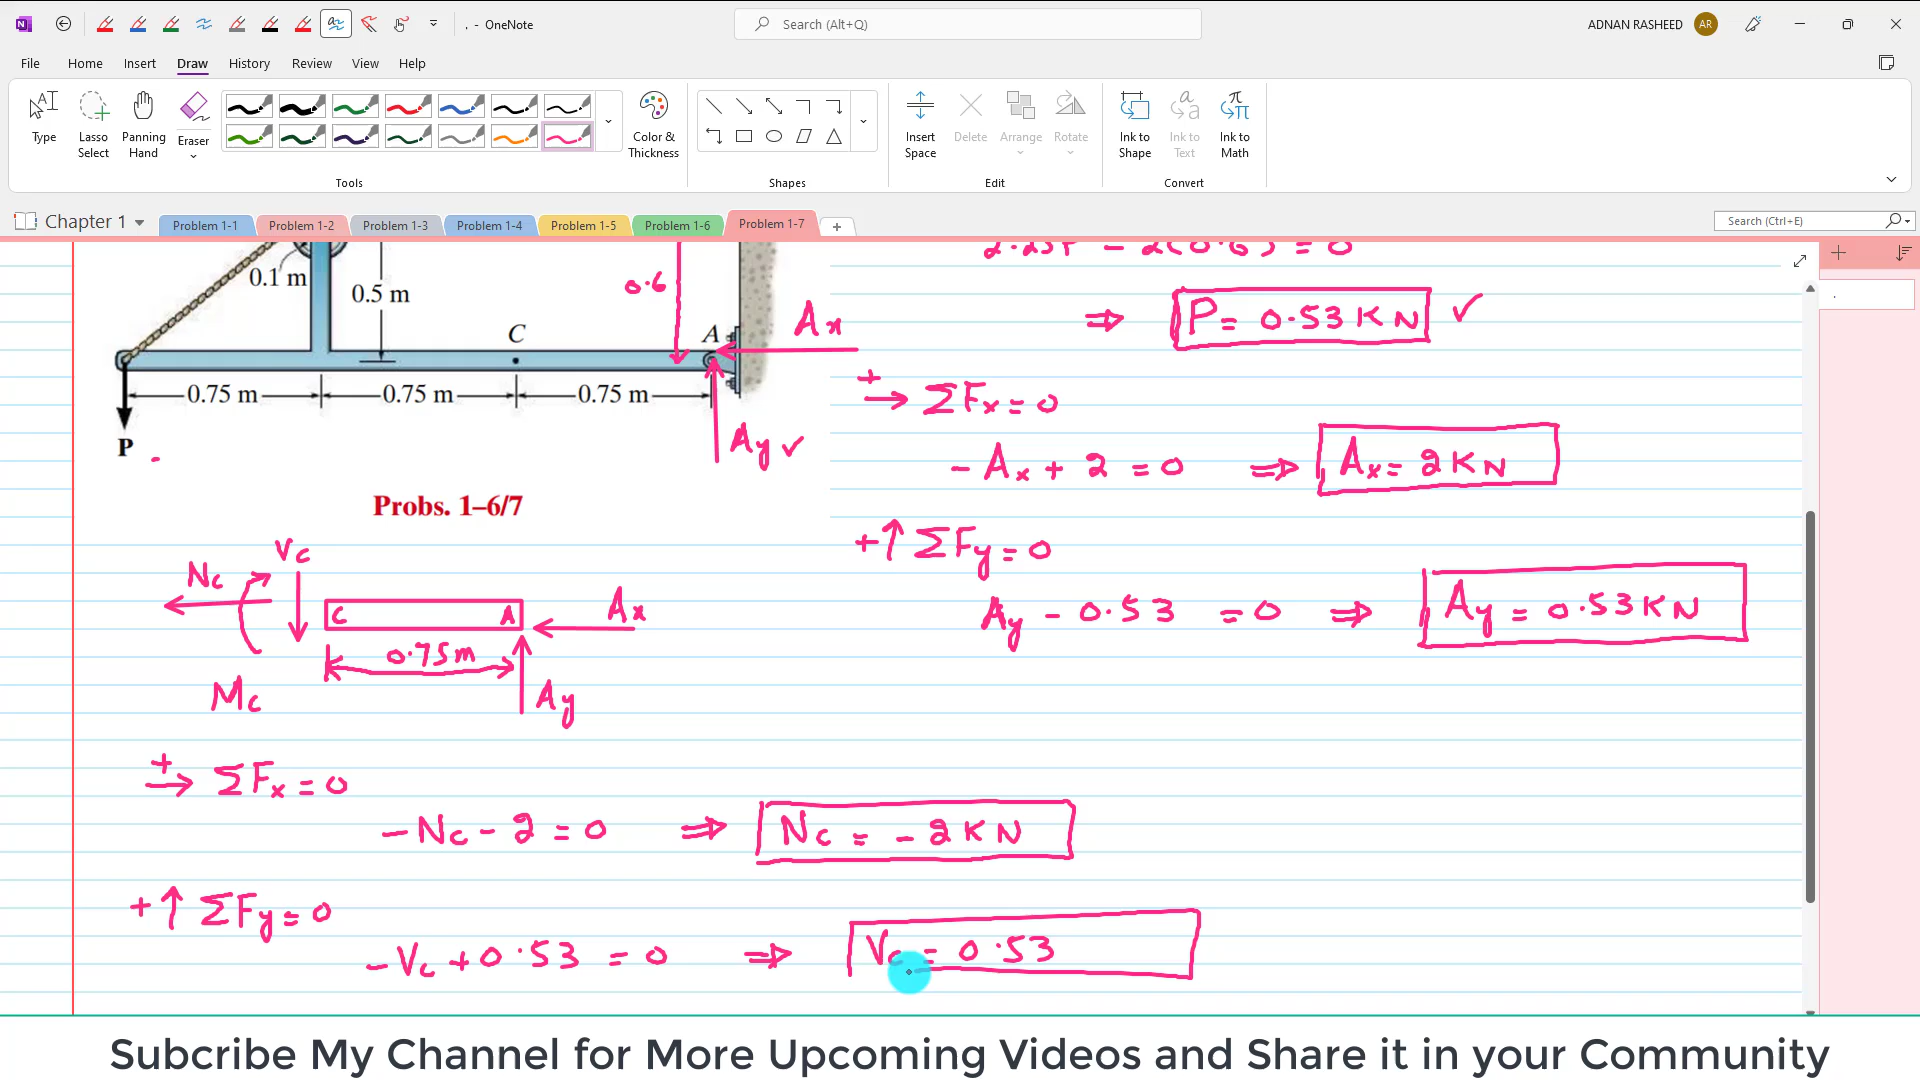 . - OneNote
Search (Alt+Q)
ADNAN RASHEED AR
File Home Insert Draw History Review View Help
Type
Lasso Select
Panning Hand
Eraser
Color & Thickness
Insert Space
Delete
Arrange
Rotate
Ink to Shape
Ink to Text
Ink to Math
Tools
Shapes
Edit
Convert
Chapter 1
Problem 1-1 Problem 1-2 Problem 1-3 Problem 1-4 Problem 1-5 Problem 1-6 Problem 1-7
Search (Ctrl+E)
0.1 m
0.5 m
0.6
C
A
Ax
0.75 m 0.75 m 0.75 m
P
Ay ✓
Probs. 1–6/7
2.25P - 2(0.6) = 0
⇒ P = 0.53 KN ✓
+→ ΣFx = 0
- Ax + 2 = 0 ⇒ Ax = 2 KN
+↑ ΣFy = 0
Ay - 0.53 = 0 ⇒ Ay = 0.53 KN
Nc
Vc
C A
Ax
0.75m
Mc
Ay
+→ ΣFx = 0
- Nc - 2 = 0 ⇒ Nc = - 2 KN
+↑ ΣFy = 0
- Vc + 0.53 = 0 ⇒ Vc = 0.53
Subcribe My Channel for More Upcoming Videos and Share it in your Community